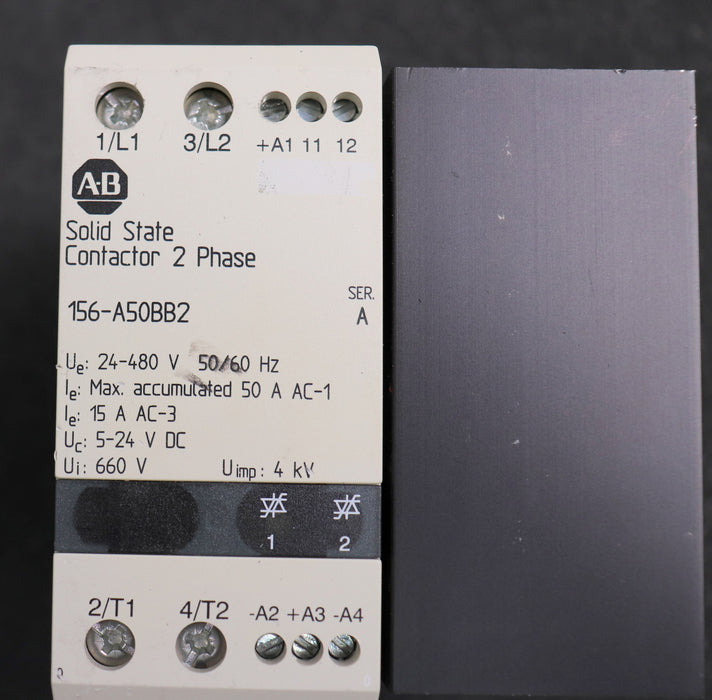 1/L1 3/L2 +A1 11 12
A-B
Solid State
Contactor 2 Phase
SER.
156-A50BB2 A
Ue: 24-480 V 50/60 Hz
Ie: Max. accumulated 50 A AC-1
Ie: 15 A AC-3
Uc: 5-24 V DC
Ui: 660 V Uimp: 4 kV
1 2
2/T1 4/T2 -A2 +A3 -A4